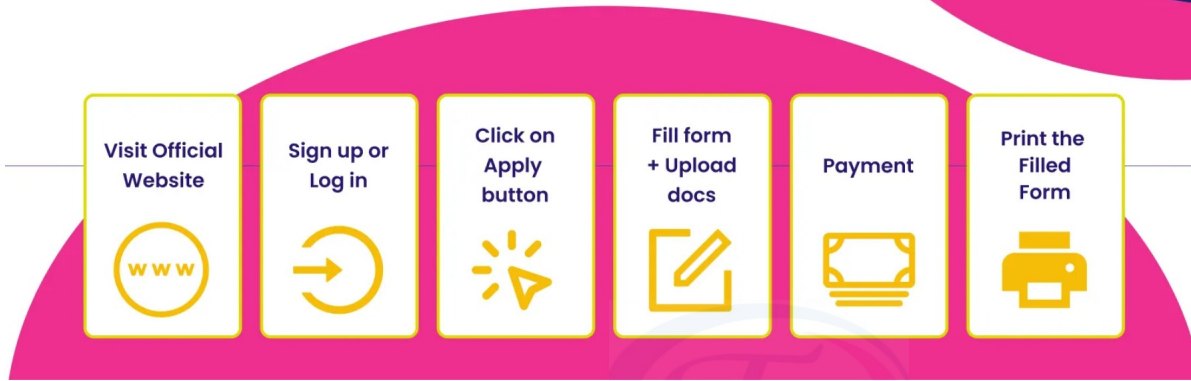 Visit Official
Website
www
Sign up or
Log in
Click on
Apply
button
Fill form
+ Upload
docs
Payment
Print the
Filled
Form